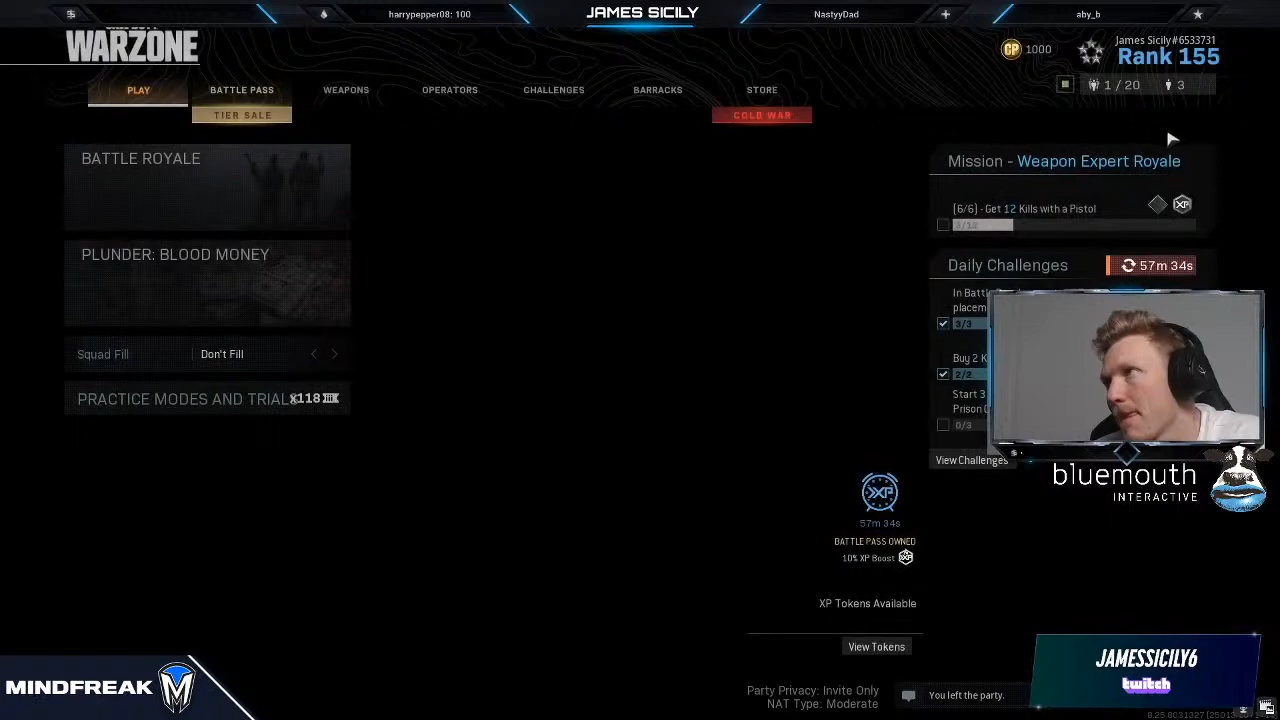 harrypepper08: 100
JAMES SICILY
NastyyDad
aby_b
WARZONE
CP 1000
James Sicily#6533731
Rank 155
1 / 20
3
PLAY
BATTLE PASS
WEAPONS
OPERATORS
CHALLENGES
BARRACKS
STORE
TIER SALE
COLD WAR
BATTLE ROYALE
PLUNDER: BLOOD MONEY
Squad Fill
Don't Fill
PRACTICE MODES AND TRIALS
x118
Mission - Weapon Expert Royale
[6/6] - Get 12 Kills with a Pistol
XP
3/12
Daily Challenges
57m 34s
In Battle
placem
3/3
Buy 2 K
2/2
Start 3
Prison
0/3
View Challenges
bluemouth
INTERACTIVE
XP
57m 34s
BATTLE PASS OWNED
10% XP Boost
XP Tokens Available
View Tokens
Party Privacy: Invite Only
NAT Type: Moderate
You left the party.
MINDFREAK
JAMESSICILY6
twitch